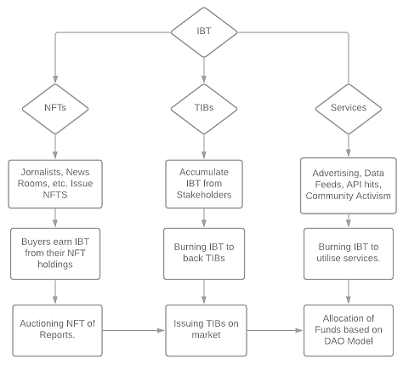 IBT
NFTs
TIBs
Services
Jornalists, News
Rooms, etc. Issue
NFTS
Accumulate
IBT from
Stakeholders
Advertising, Data
Feeds, API hits,
Community Activism
Buyers earn IBT
from their NFT
holdings
Burning IBT to
back TIBs
Burning IBT to
utilise services.
Auctioning NFT of
Reports.
Issuing TIBs on
market
Allocation of
Funds based on
DAO Model